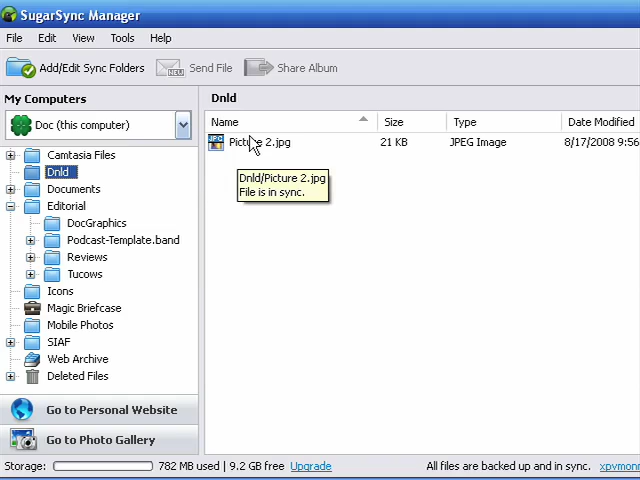 SugarSync Manager
File Edit View Tools Help
Add/Edit Sync Folders NEW Send File Share Album
My Computers
Doc (this computer)
Camtasia Files
Dnld
Documents
Editorial
DocGraphics
Podcast-Template.band
Reviews
Tucows
Icons
Magic Briefcase
Mobile Photos
SIAF
Web Archive
Deleted Files
Go to Personal Website
Go to Photo Gallery
Dnld
Name Size Type Date Modified
JPG Picture 2.jpg 21 KB JPEG Image 8/17/2008 9:56
Dnld/Picture 2.jpg
File is in sync.
Storage: 782 MB used | 9.2 GB free Upgrade All files are backed up and in sync. xpvmonr